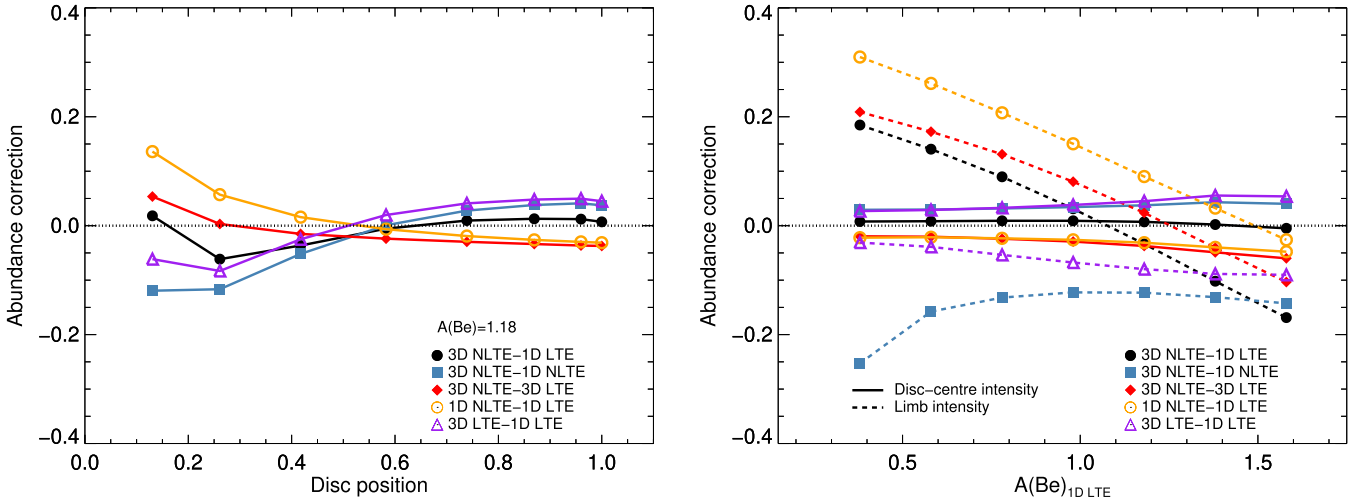 0.4
0.2
0.0
−0.2
−0.4
Abundance correction
0.0
0.2
0.4
0.6
0.8
1.0
Disc position
A(Be)=1.18
3D NLTE−1D LTE
3D NLTE−1D NLTE
3D NLTE−3D LTE
1D NLTE−1D LTE
3D LTE−1D LTE
0.4
0.2
0.0
−0.2
−0.4
Abundance correction
0.5
1.0
1.5
A(Be)1D LTE
Disc−centre intensity
Limb intensity
3D NLTE−1D LTE
3D NLTE−1D NLTE
3D NLTE−3D LTE
1D NLTE−1D LTE
3D LTE−1D LTE